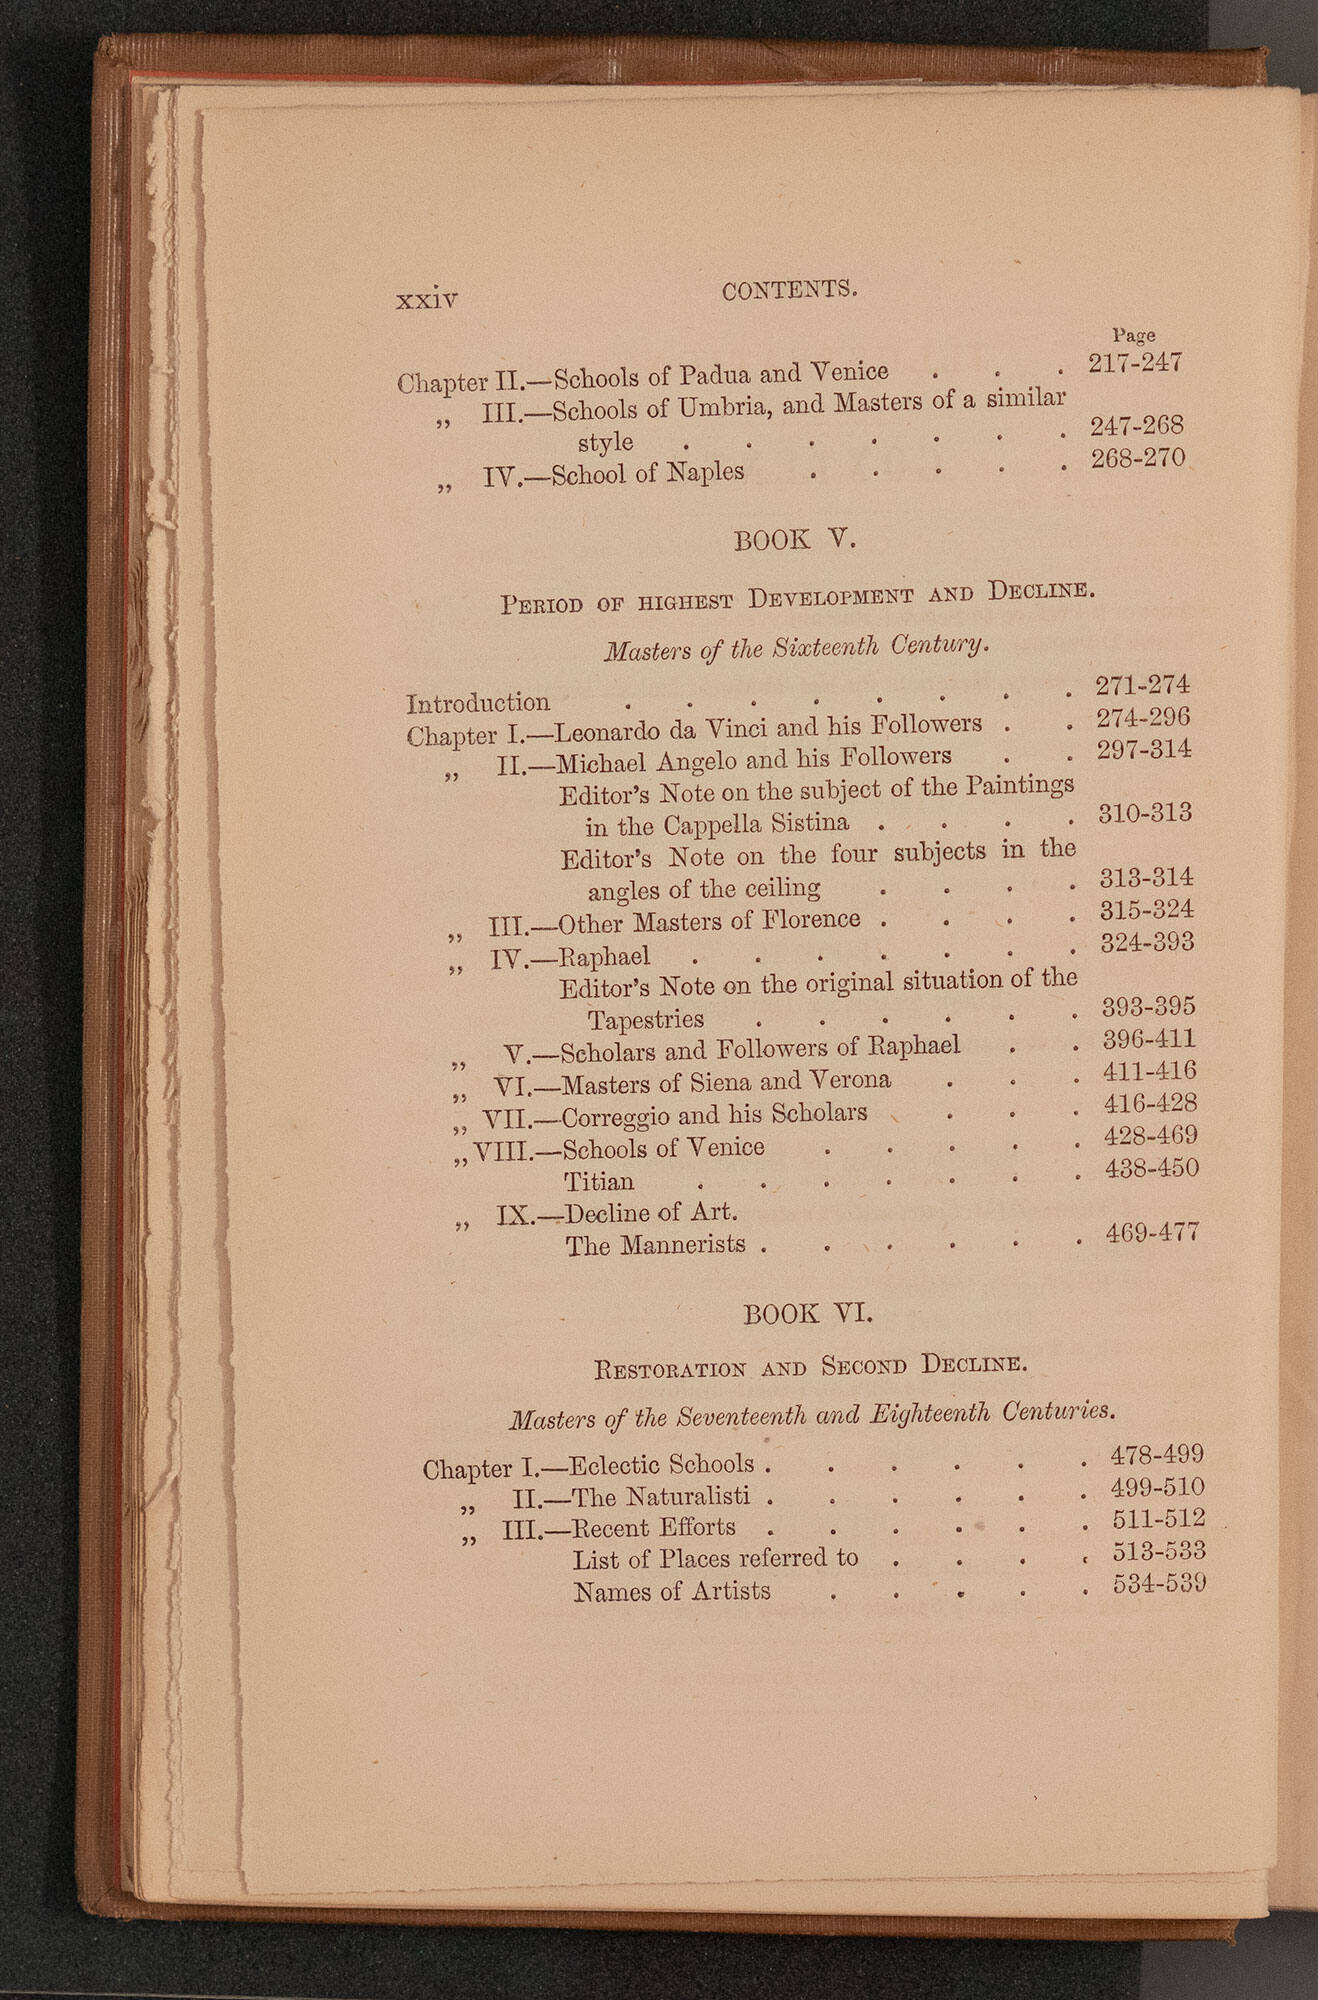 xxiv CONTENTS.
Page
Chapter II.—Schools of Padua and Venice . . . 217-247
„ III.—Schools of Umbria, and Masters of a similar
style . . . . . . . 247-268
„ IV.—School of Naples . . . . . 268-270
BOOK V.
Period of highest Development and Decline.
Masters of the Sixteenth Century.
Introduction . . . . . . . . 271-274
Chapter I.—Leonardo da Vinci and his Followers . . 274-296
„ II.—Michael Angelo and his Followers . . 297-314
Editor's Note on the subject of the Paintings
in the Cappella Sistina . . . . 310-313
Editor's Note on the four subjects in the
angles of the ceiling . . . . 313-314
„ III.—Other Masters of Florence . . . . 315-324
„ IV.—Raphael . . . . . . . 324-393
Editor's Note on the original situation of the
Tapestries . . . . . . 393-395
„ V.—Scholars and Followers of Raphael . . 396-411
„ VI.—Masters of Siena and Verona . . . 411-416
„ VII.—Correggio and his Scholars . . . 416-428
„ VIII.—Schools of Venice . . . . . 428-469
Titian . . . . . . . 438-450
„ IX.—Decline of Art.
The Mannerists . . . . . . 469-477
BOOK VI.
Restoration and Second Decline.
Masters of the Seventeenth and Eighteenth Centuries.
Chapter I.—Eclectic Schools . . . . . . 478-499
„ II.—The Naturalisti . . . . . . 499-510
„ III.—Recent Efforts . . . . . . 511-512
List of Places referred to . . . . 513-533
Names of Artists . . . . . 534-539